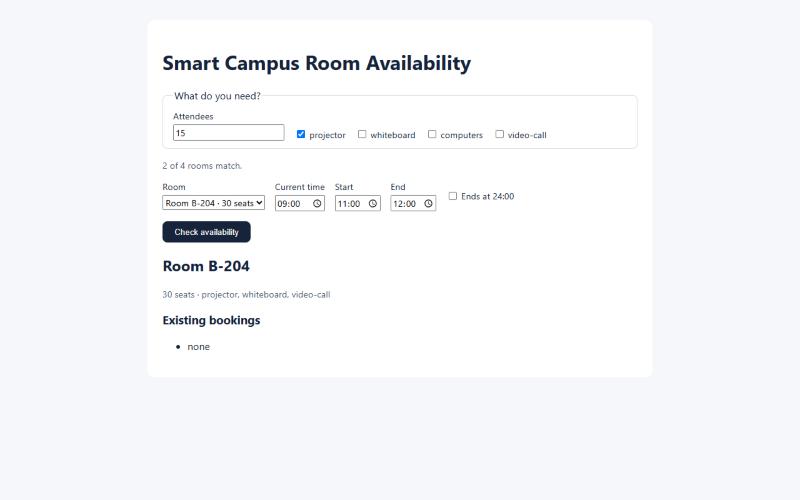 Smart Campus Room Availability
What do you need?
Attendees
15 projector whiteboard computers video-call
2 of 4 rooms match.
Room Current time Start End
Room B-204 · 30 seats 09:00 11:00 12:00 Ends at 24:00
Check availability
Room B-204
30 seats · projector, whiteboard, video-call
Existing bookings
• none